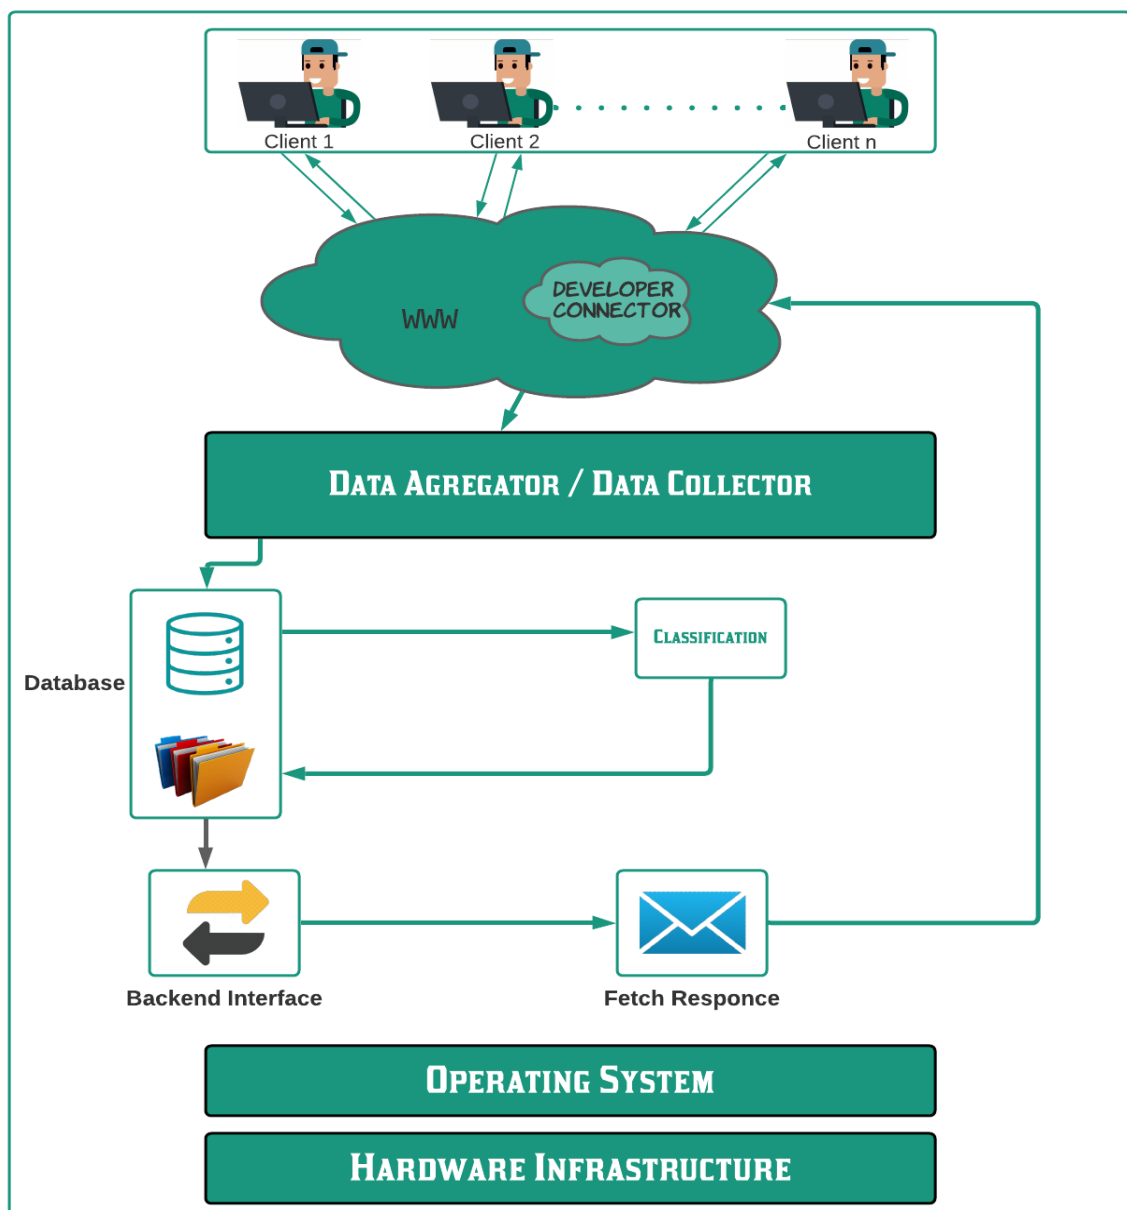 Client 1
Client 2
Client n
WWW
DEVELOPER
CONNECTOR
DATA AGREGATOR / DATA COLLECTOR
CLASSIFICATION
Database
Backend Interface
Fetch Responce
OPERATING SYSTEM
HARDWARE INFRASTRUCTURE